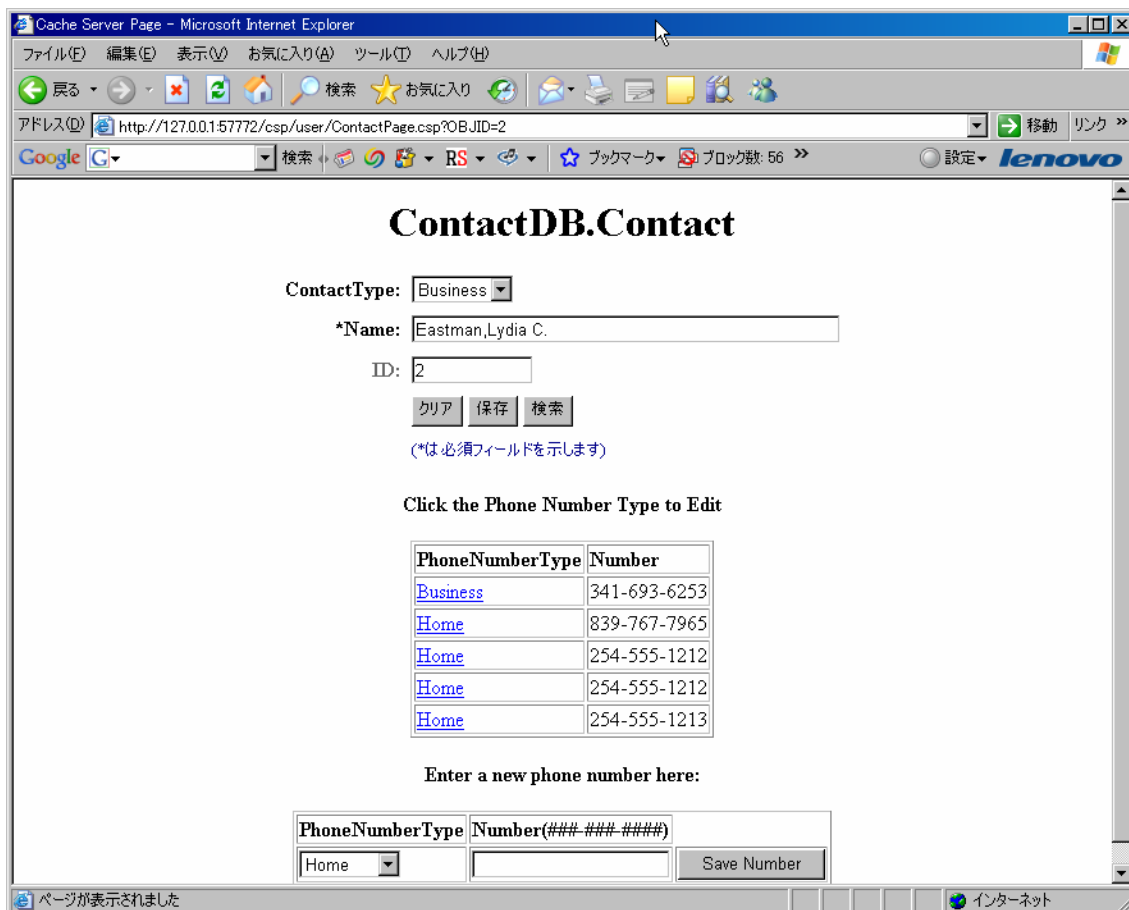 Cache Server Page - Microsoft Internet Explorer
ファイル(F) 編集(E) 表示(V) お気に入り(A) ツール(T) ヘルプ(H)
戻る 検索 お気に入り
アドレス(D) http://127.0.0.1:57772/csp/user/ContactPage.csp?OBJID=2 移動 リンク »
Google G 検索 RS ブックマーク ブロック数: 56 » 設定 lenovo
ContactDB.Contact
ContactType: Business
*Name: Eastman,Lydia C.
ID: 2
クリア 保存 検索
(*は必須フィールドを示します)
Click the Phone Number Type to Edit
PhoneNumberType Number
Business 341-693-6253
Home 839-767-7965
Home 254-555-1212
Home 254-555-1212
Home 254-555-1213
Enter a new phone number here:
PhoneNumberType Number(###-###-####)
Home Save Number
ページが表示されました インターネット